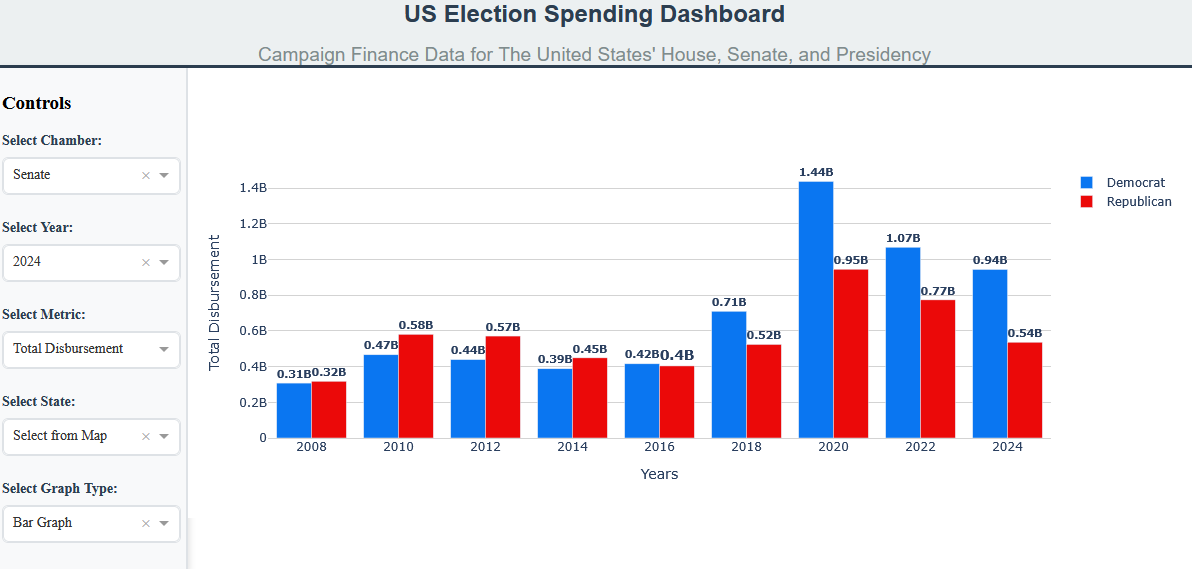 US Election Spending Dashboard
Campaign Finance Data for The United States' House, Senate, and Presidency
Controls
Select Chamber:
Senate
Select Year:
2024
Select Metric:
Total Disbursement
Select State:
Select from Map
Select Graph Type:
Bar Graph
Total Disbursement
1.4B
1.2B
1B
0.8B
0.6B
0.4B
0.2B
0
0.31B 0.32B
0.47B 0.58B
0.44B 0.57B
0.39B 0.45B
0.42B 0.4B
0.71B 0.52B
1.44B 0.95B
1.07B 0.77B
0.94B 0.54B
2008 2010 2012 2014 2016 2018 2020 2022 2024
Years
Democrat
Republican